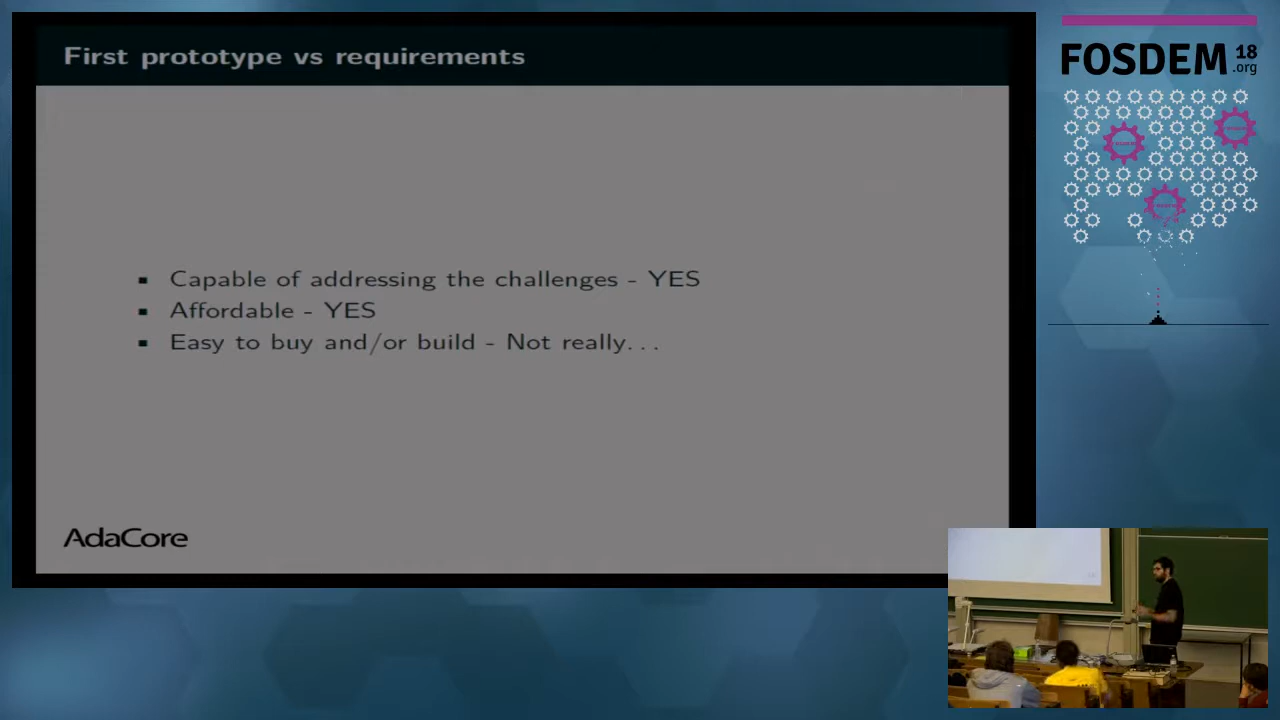 First prototype vs requirements
▪ Capable of addressing the challenges - YES
▪ Affordable - YES
▪ Easy to buy and/or build - Not really...
AdaCore
FOSDEM 18
.org